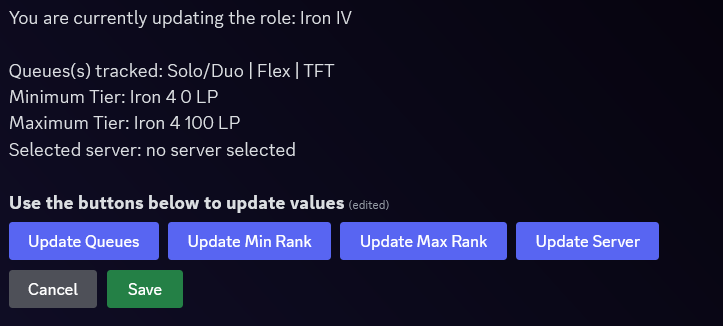 You are currently updating the role: Iron IV
Queues(s) tracked: Solo/Duo | Flex | TFT
Minimum Tier: Iron 4 0 LP
Maximum Tier: Iron 4 100 LP
Selected server: no server selected
Use the buttons below to update values (edited)
Update Queues Update Min Rank Update Max Rank Update Server
Cancel Save